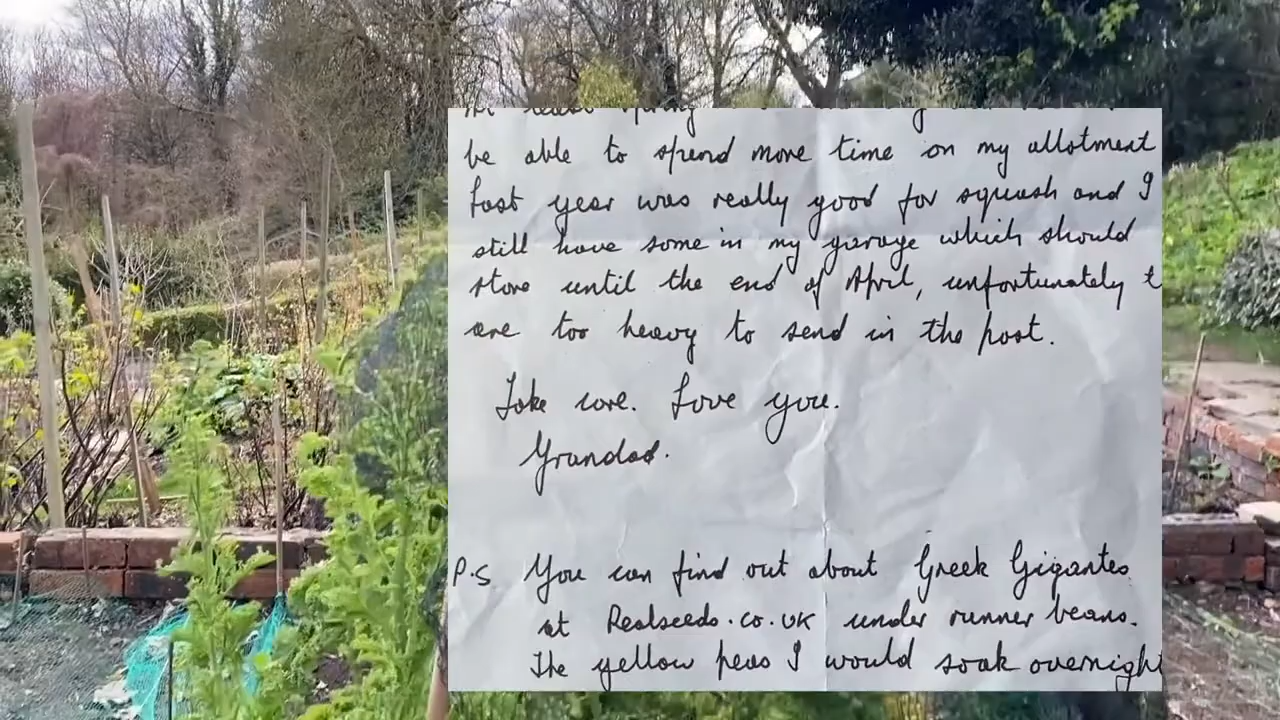 be able to spend more time on my allotment
Last year was really good for squash and I
still have some in my garage which should
store until the end of April, unfortunately
are too heavy to send in the post.
Take care. Love you.
Grandad.
P.S You can find out about Greek Gigantes
at Realseeds.co.uk under runner beans.
The yellow peas I would soak overnight